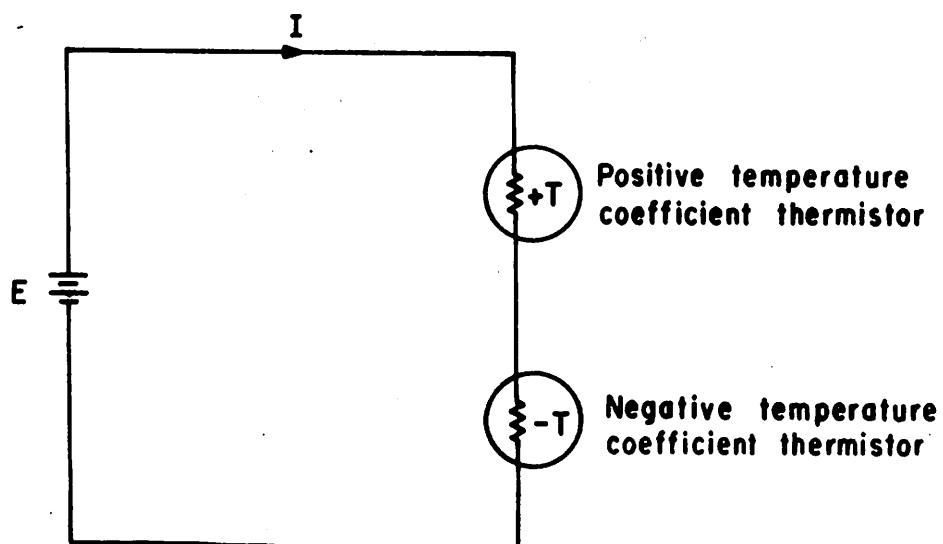 I
+T
Positive temperature
coefficient thermistor
E
-T
Negative temperature
coefficient thermistor